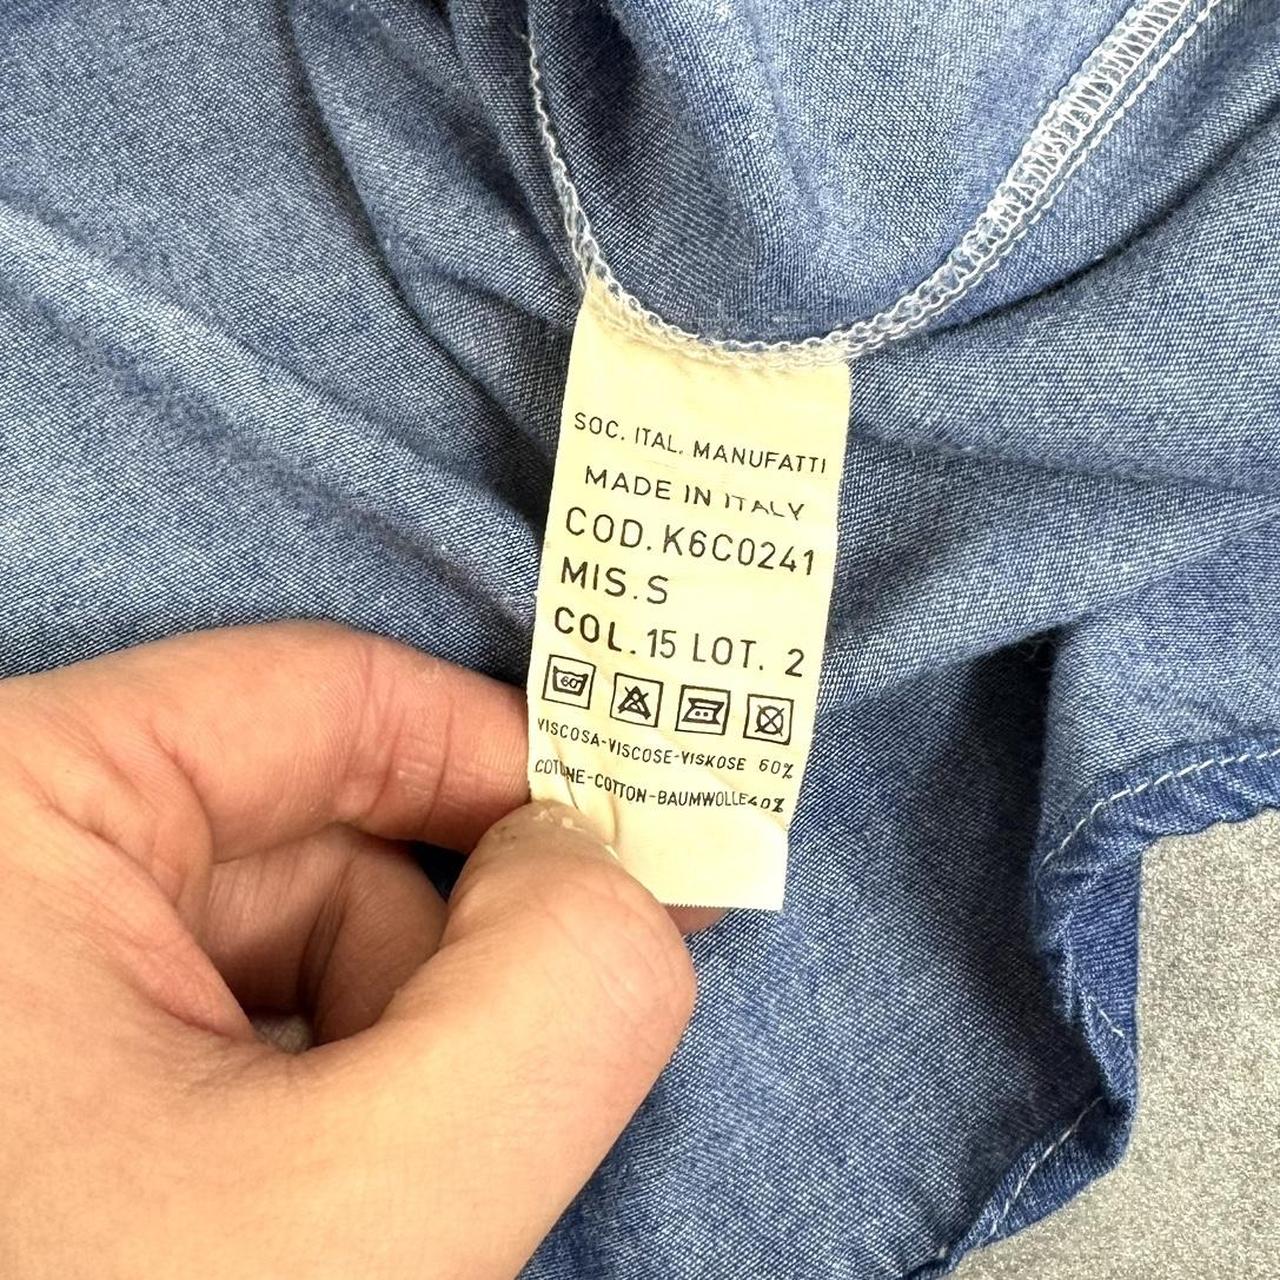 SOC. ITAL. MANUFATTI
MADE IN ITALY
COD. K6C0241
MIS. S
COL. 15 LOT. 2
60
VISCOSA-VISCOSE-VISKOSE 60%
COTONE-COTTON-BAUMWOLLE 40%